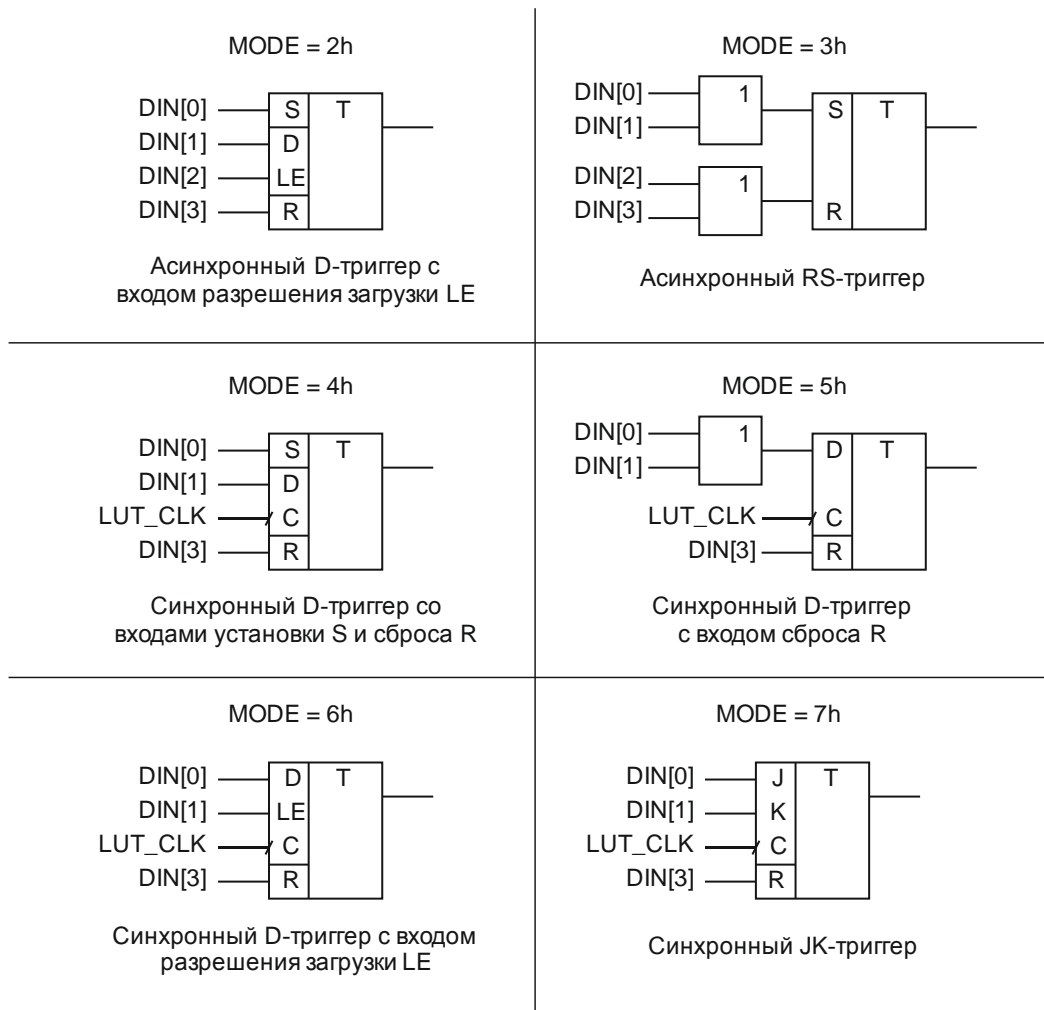 MODE = 2h
DIN[0] S T
DIN[1] D
DIN[2] LE
DIN[3] R
Асинхронный D-триггер с
входом разрешения загрузки LE
MODE = 3h
DIN[0] 1 S T
DIN[1]
DIN[2] 1
DIN[3] R
Асинхронный RS-триггер
MODE = 4h
DIN[0] S T
DIN[1] D
LUT_CLK C
DIN[3] R
Синхронный D-триггер со
входами установки S и сброса R
MODE = 5h
DIN[0] 1 D T
DIN[1]
LUT_CLK C
DIN[3] R
Синхронный D-триггер
с входом сброса R
MODE = 6h
DIN[0] D T
DIN[1] LE
LUT_CLK C
DIN[3] R
Синхронный D-триггер с входом
разрешения загрузки LE
MODE = 7h
DIN[0] J T
DIN[1] K
LUT_CLK C
DIN[3] R
Синхронный JK-триггер